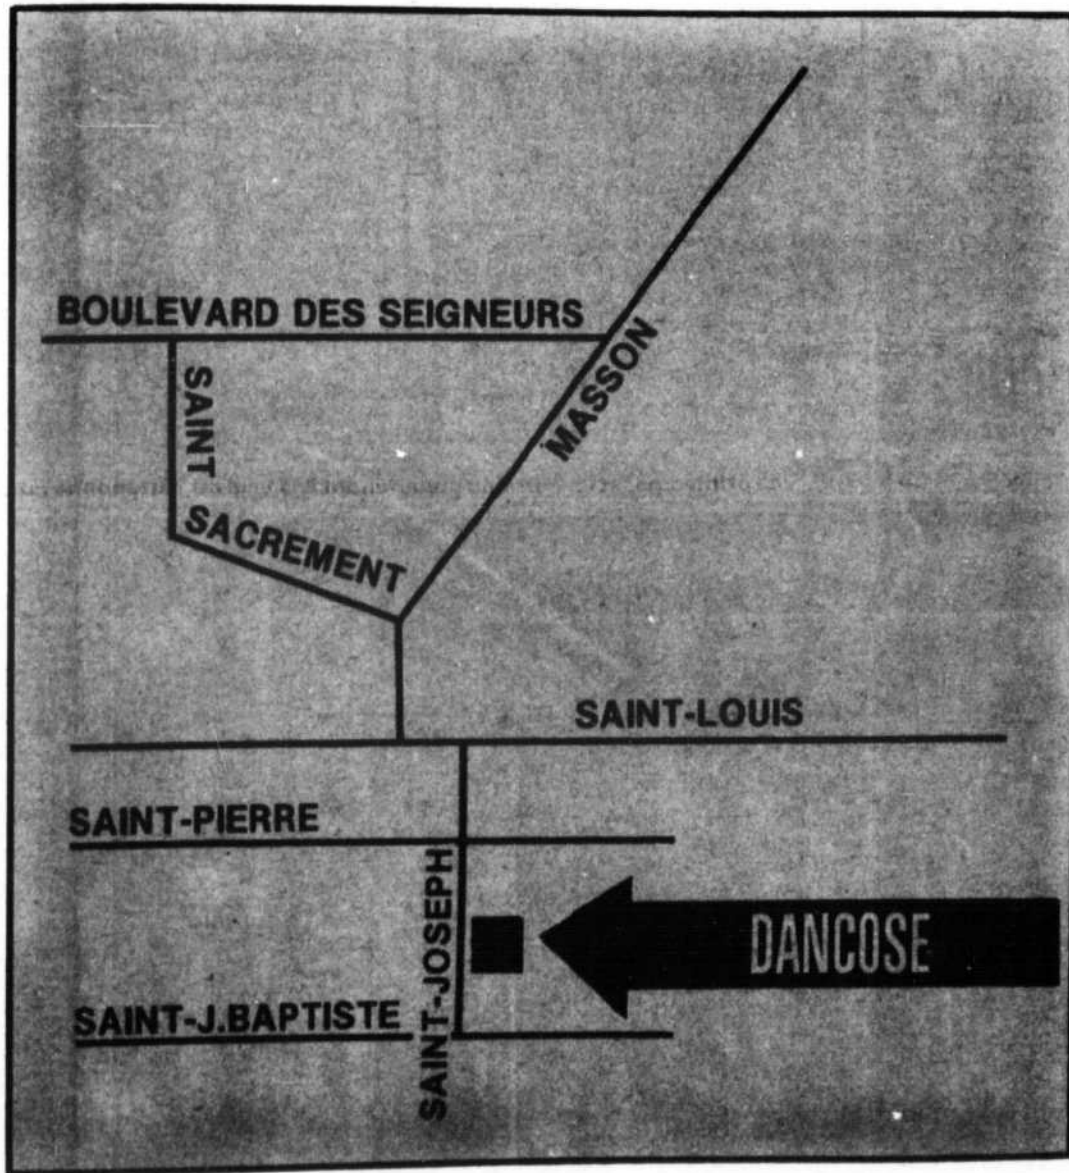 BOULEVARD DES SEIGNEURS
MASSON
SAINT
SACREMENT
SAINT-LOUIS
SAINT-PIERRE
SAINT-JOSEPH
DANCOSE
SAINT-J.BAPTISTE